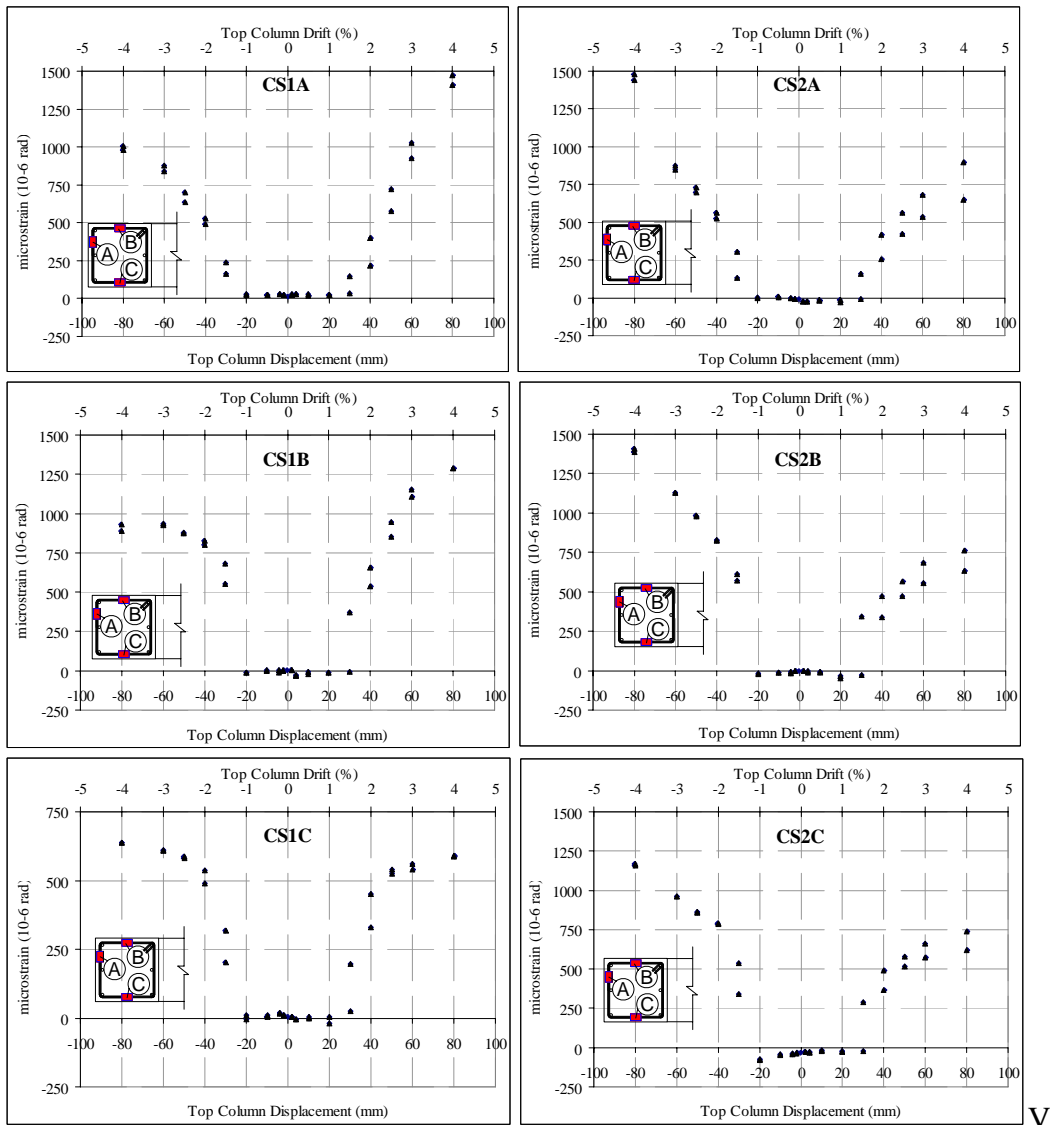 Top Column Drift (%)
-5 -4 -3 -2 -1 0 1 2 3 4 5
CS1A
1500
1250
1000
750
500
250
0
-250
microstrain (10-6 rad)
A
B
C
-100 -80 -60 -40 -20 0 20 40 60 80 100
Top Column Displacement (mm)
Top Column Drift (%)
-5 -4 -3 -2 -1 0 1 2 3 4 5
CS2A
1500
1250
1000
750
500
250
0
-250
microstrain (10-6 rad)
A
B
C
-100 -80 -60 -40 -20 0 20 40 60 80 100
Top Column Displacement (mm)
Top Column Drift (%)
-5 -4 -3 -2 -1 0 1 2 3 4 5
CS1B
1500
1250
1000
750
500
250
0
-250
microstrain (10-6 rad)
A
B
C
-100 -80 -60 -40 -20 0 20 40 60 80 100
Top Column Displacement (mm)
Top Column Drift (%)
-5 -4 -3 -2 -1 0 1 2 3 4 5
CS2B
1500
1250
1000
750
500
250
0
-250
microstrain (10-6 rad)
A
B
C
-100 -80 -60 -40 -20 0 20 40 60 80 100
Top Column Displacement (mm)
Top Column Drift (%)
-5 -4 -3 -2 -1 0 1 2 3 4 5
CS1C
750
500
250
0
-250
microstrain (10-6 rad)
A
B
C
-100 -80 -60 -40 -20 0 20 40 60 80 100
Top Column Displacement (mm)
Top Column Drift (%)
-5 -4 -3 -2 -1 0 1 2 3 4 5
CS2C
1500
1250
1000
750
500
250
0
-250
microstrain (10-6 rad)
A
B
C
-100 -80 -60 -40 -20 0 20 40 60 80 100
Top Column Displacement (mm)
V